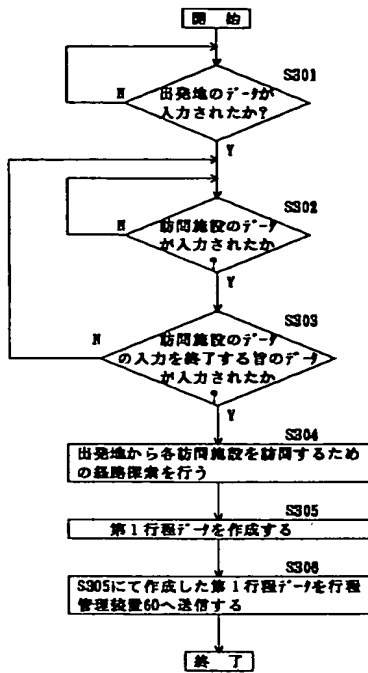 開 始
S301
出発地のデータが
入力されたか？
N
Y
S302
訪問施設のデータ
が入力されたか
?
N
Y
S303
訪問施設のデータ
の入力を終了する旨のデータ
が入力されたか
?
N
Y
S304
出発地から各訪問施設を訪問するため
の経路探索を行う
S305
第1行程データを作成する
S306
S305にて作成した第1行程データを行程
管理装置60へ送信する
終 了